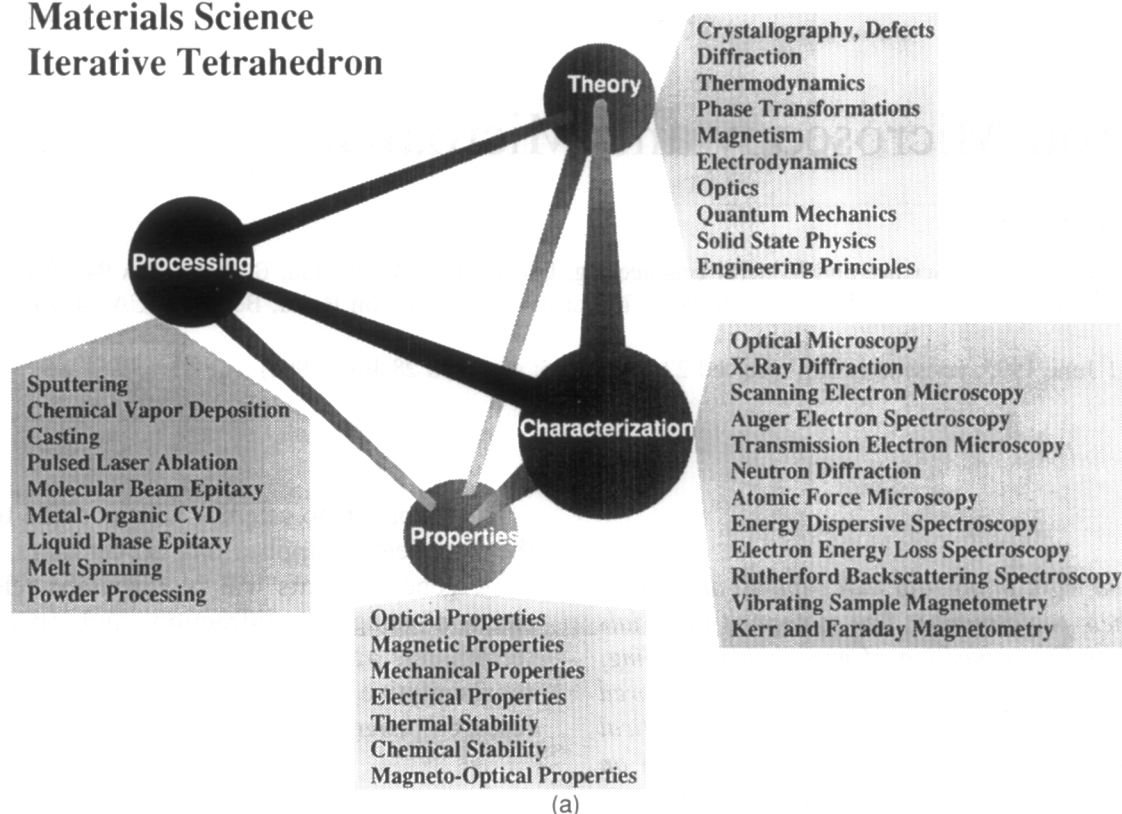 Materials Science
Iterative Tetrahedron
Theory
Crystallography, Defects
Diffraction
Thermodynamics
Phase Transformations
Magnetism
Electrodynamics
Optics
Quantum Mechanics
Solid State Physics
Engineering Principles
Processing
Sputtering
Chemical Vapor Deposition
Casting
Pulsed Laser Ablation
Molecular Beam Epitaxy
Metal-Organic CVD
Liquid Phase Epitaxy
Melt Spinning
Powder Processing
Characterization
Optical Microscopy
X-Ray Diffraction
Scanning Electron Microscopy
Auger Electron Spectroscopy
Transmission Electron Microscopy
Neutron Diffraction
Atomic Force Microscopy
Energy Dispersive Spectroscopy
Electron Energy Loss Spectroscopy
Rutherford Backscattering Spectroscopy
Vibrating Sample Magnetometry
Kerr and Faraday Magnetometry
Properties
Optical Properties
Magnetic Properties
Mechanical Properties
Electrical Properties
Thermal Stability
Chemical Stability
Magneto-Optical Properties
(a)